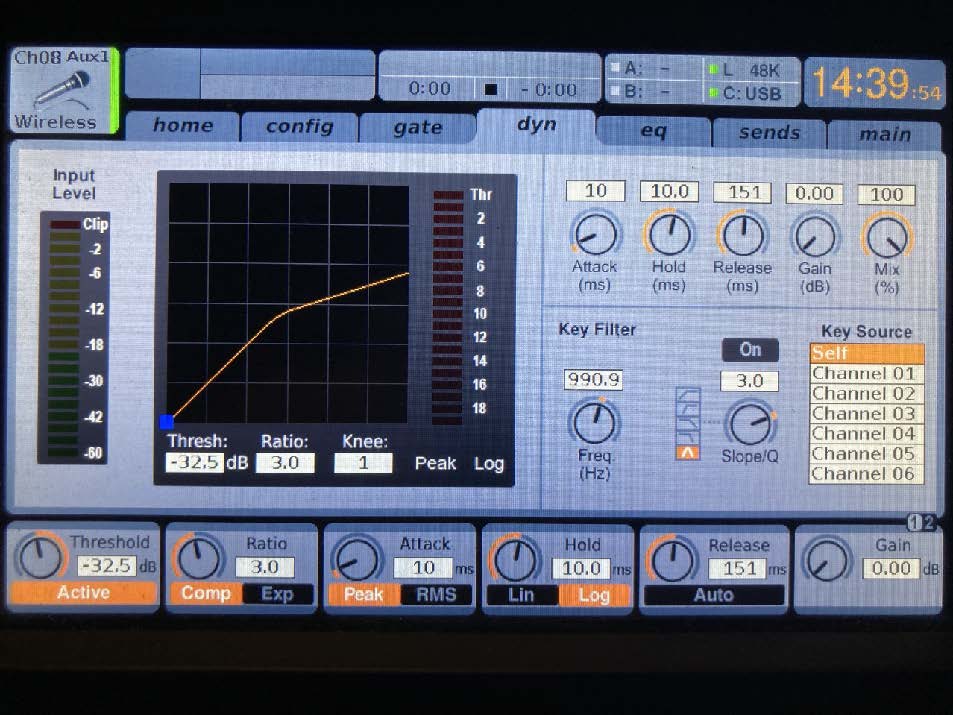 Ch08 Aux1
Wireless
0:00 - 0:00
A: - L 48K
B: - C: USB
14:39:54
home config gate dyn eq sends main
Input
Level
Clip
-2
-6
-12
-18
-30
-42
-60
Thr
2
4
6
8
10
12
14
16
18
Thresh: Ratio: Knee:
-32.5 dB 3.0 1 Peak Log
10 10.0 151 0.00 100
Attack Hold Release Gain Mix
(ms) (ms) (ms) (dB) (%)
Key Filter
On
990.9 3.0
Freq. Slope/Q
(Hz)
Key Source
Self
Channel 01
Channel 02
Channel 03
Channel 04
Channel 05
Channel 06
1 2
Threshold Ratio Attack Hold Release Gain
-32.5 dB 3.0 10 ms 10.0 ms 151 ms 0.00 dB
Active Comp Exp Peak RMS Lin Log Auto